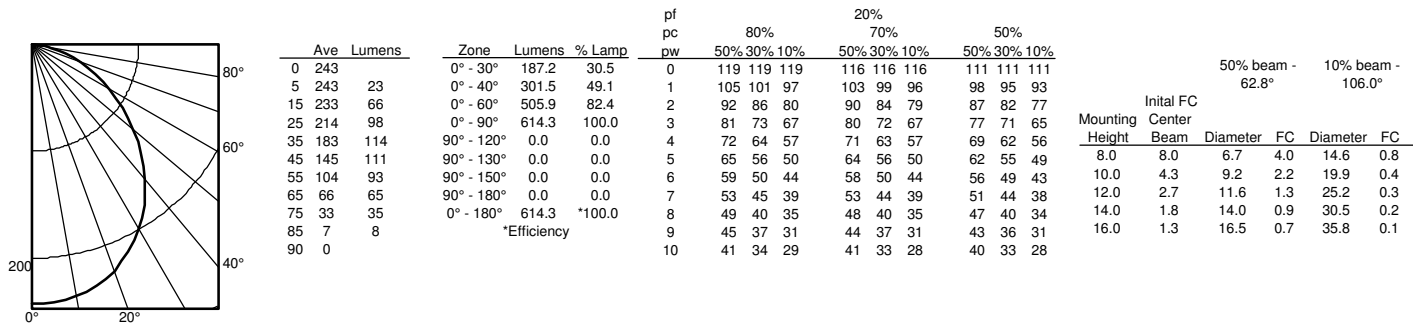 80°
60°
40°
200
0° 20°
Ave Lumens
0 243
5 243 23
15 233 66
25 214 98
35 183 114
45 145 111
55 104 93
65 66 65
75 33 35
85 7 8
90 0
Zone Lumens % Lamp
0° - 30° 187.2 30.5
0° - 40° 301.5 49.1
0° - 60° 505.9 82.4
0° - 90° 614.3 100.0
90° - 120° 0.0 0.0
90° - 130° 0.0 0.0
90° - 150° 0.0 0.0
90° - 180° 0.0 0.0
0° - 180° 614.3 *100.0
*Efficiency
pf 20%
pc 80% 70% 50%
pw 50% 30% 10% 50% 30% 10% 50% 30% 10%
0 119 119 119 116 116 116 111 111 111
1 105 101 97 103 99 96 98 95 93
2 92 86 80 90 84 79 87 82 77
3 81 73 67 80 72 67 77 71 65
4 72 64 57 71 63 57 69 62 56
5 65 56 50 64 56 50 62 55 49
6 59 50 44 58 50 44 56 49 43
7 53 45 39 53 44 39 51 44 38
8 49 40 35 48 40 35 47 40 34
9 45 37 31 44 37 31 43 36 31
10 41 34 29 41 33 28 40 33 28
50% beam - 10% beam -
62.8° 106.0°
Inital FC
Mounting Center
Height Beam Diameter FC Diameter FC
8.0 8.0 6.7 4.0 14.6 0.8
10.0 4.3 9.2 2.2 19.9 0.4
12.0 2.7 11.6 1.3 25.2 0.3
14.0 1.8 14.0 0.9 30.5 0.2
16.0 1.3 16.5 0.7 35.8 0.1